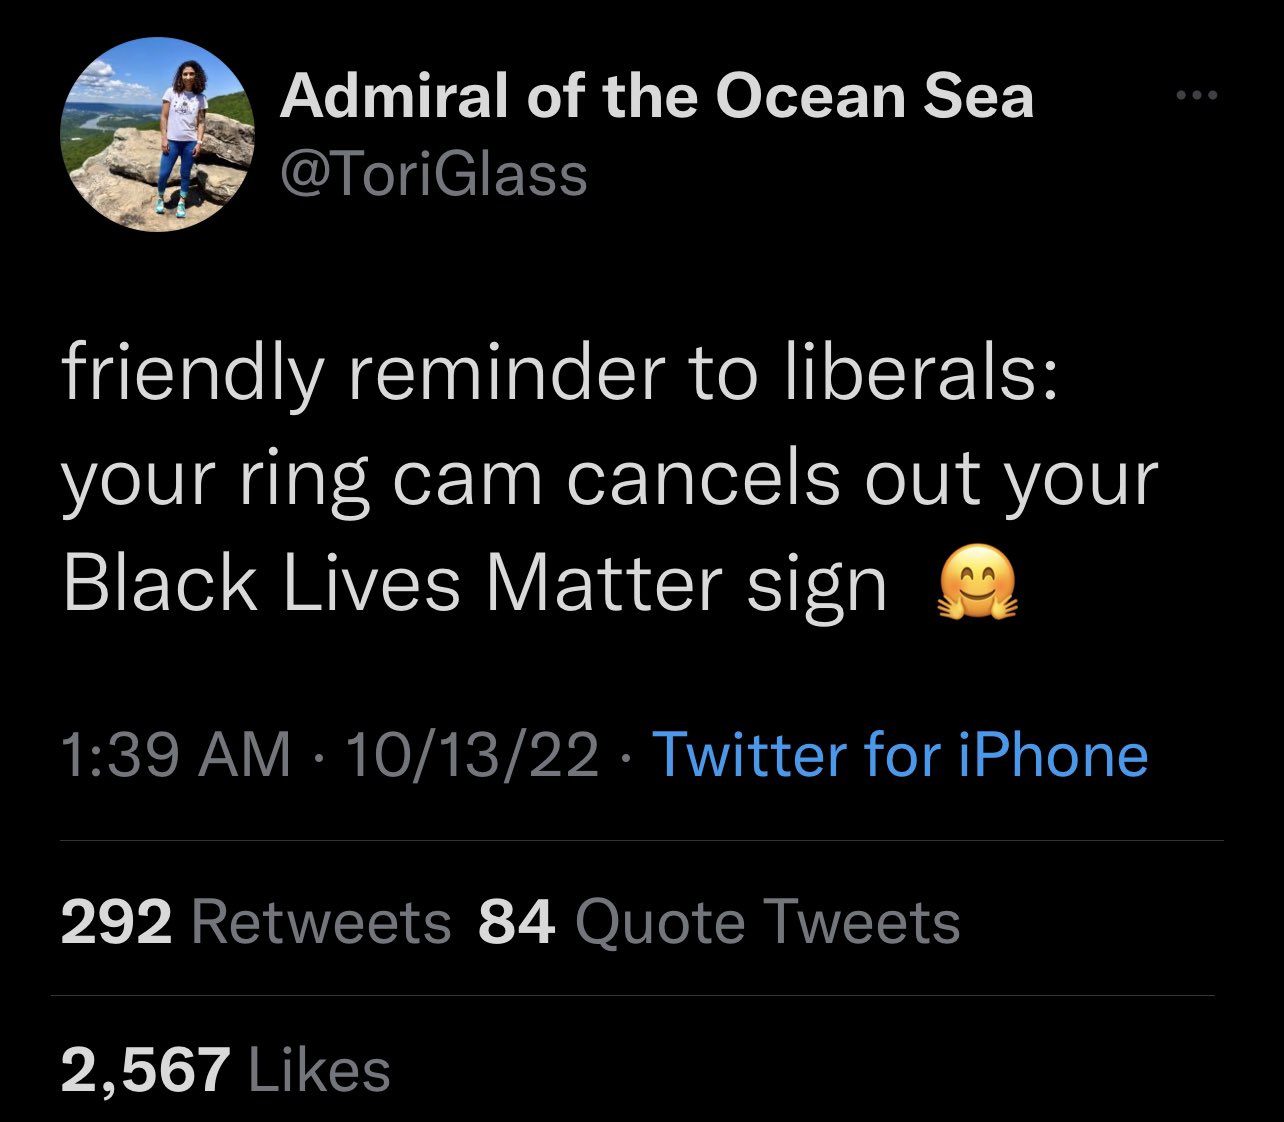 Admiral of the Ocean Sea
@ToriGlass
friendly reminder to liberals:
your ring cam cancels out your
Black Lives Matter sign 🤗
1:39 AM · 10/13/22 · Twitter for iPhone
292 Retweets 84 Quote Tweets
2,567 Likes